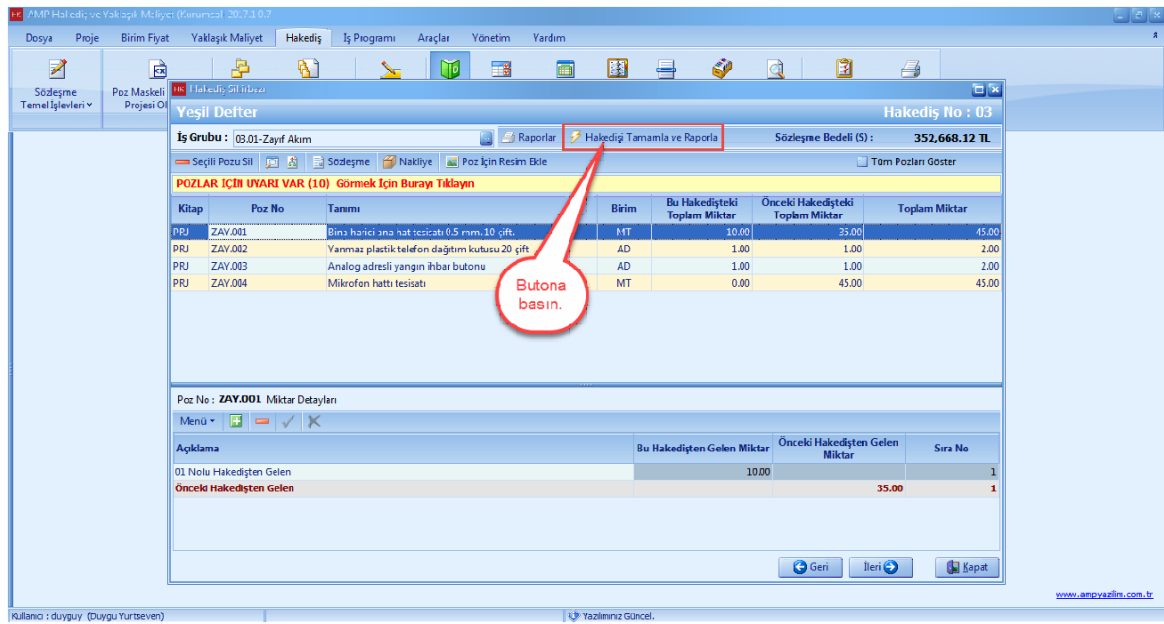 HK AMP Hakediş ve Yaklaşık Maliyet (Kurumsal) 2017.1.0.7
Dosya Proje Birim Fiyat Yaklaşık Maliyet Hakediş İş Programı Araçlar Yönetim Yardım
Sözleşme
Temel İşlevleri
Poz Maskeli
Projesi Ol
HK Hakediş Sihirbazı
Yeşil Defter Hakediş No : 03
İş Grubu : 03.01-Zayıf Akım Raporlar Hakedişi Tamamla ve Raporla Sözleşme Bedeli (S) : 352,668.12 TL
Seçili Pozu Sil Sözleşme Nakliye Poz İçin Resim Ekle Tüm Pozları Göster
POZLAR İÇİN UYARI VAR (10) Görmek İçin Burayı Tıklayın
Kitap Poz No Tanımı Birim Bu Hakedişteki Toplam Miktar Önceki Hakedişteki Toplam Miktar Toplam Miktar
PRJ ZAY.001 Bina harici ana hat tesisatı 0.5 mm. 10 çift. MT 10.00 35.00 45.00
PRJ ZAY.002 Yanmaz plastik telefon dağıtım kutusu 20 çift AD 1.00 1.00 2.00
PRJ ZAY.003 Analog adresli yangın ihbar butonu AD 1.00 1.00 2.00
PRJ ZAY.004 Mikrofon hattı tesisatı MT 0.00 45.00 45.00
Butona
basın.
Poz No : ZAY.001 Miktar Detayları
Menü
Açıklama Bu Hakedişten Gelen Miktar Önceki Hakedişten Gelen Miktar Sıra No
01 Nolu Hakedişten Gelen 10.00 1
Önceki Hakedişten Gelen 35.00 1
Geri İleri Kapat
www.ampyazilim.com.tr
Kullanıcı : duyguy (Duygu Yurtseven) Yazılımınız Güncel.